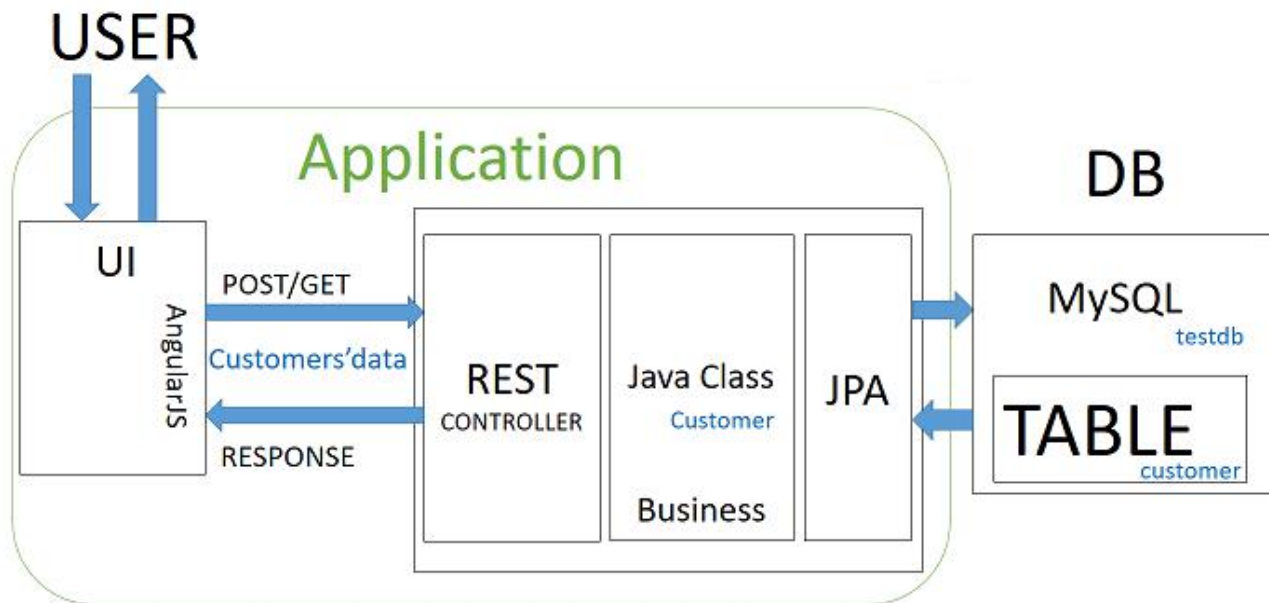 USER
Application
DB
UI
AngularJS
POST/GET
Customers'data
RESPONSE
REST
CONTROLLER
Java Class
Customer
Business
JPA
MySQL
testdb
TABLE
customer